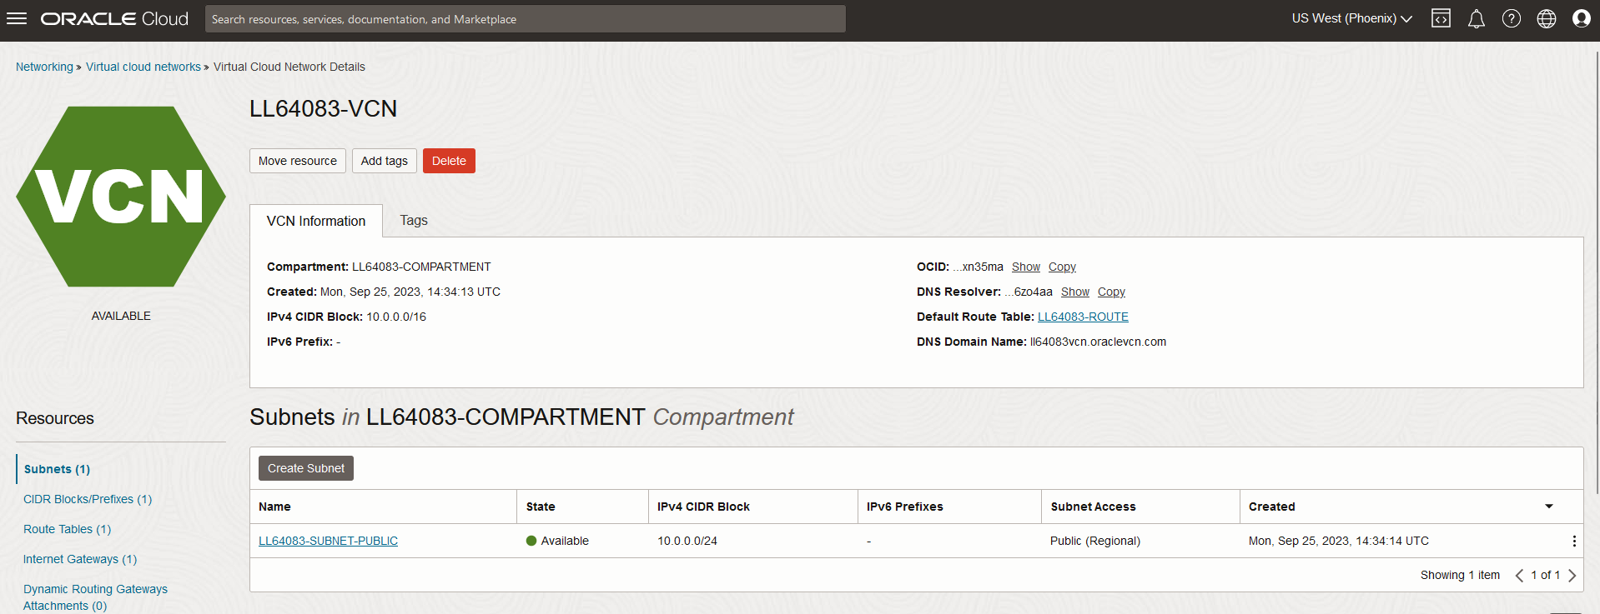 ORACLE Cloud
Search resources, services, documentation, and Marketplace
US West (Phoenix)
Networking » Virtual cloud networks » Virtual Cloud Network Details
VCN
AVAILABLE
LL64083-VCN
Move resource Add tags Delete
VCN Information Tags
Compartment: LL64083-COMPARTMENT
Created: Mon, Sep 25, 2023, 14:34:13 UTC
IPv4 CIDR Block: 10.0.0.0/16
IPv6 Prefix: -
OCID: ...xn35ma Show Copy
DNS Resolver: ...6zo4aa Show Copy
Default Route Table: LL64083-ROUTE
DNS Domain Name: ll64083vcn.oraclevcn.com
Resources
Subnets (1)
CIDR Blocks/Prefixes (1)
Route Tables (1)
Internet Gateways (1)
Dynamic Routing Gateways
Attachments (0)
Subnets in LL64083-COMPARTMENT Compartment
Create Subnet
Name State IPv4 CIDR Block IPv6 Prefixes Subnet Access Created
LL64083-SUBNET-PUBLIC Available 10.0.0.0/24 - Public (Regional) Mon, Sep 25, 2023, 14:34:14 UTC
Showing 1 item 1 of 1